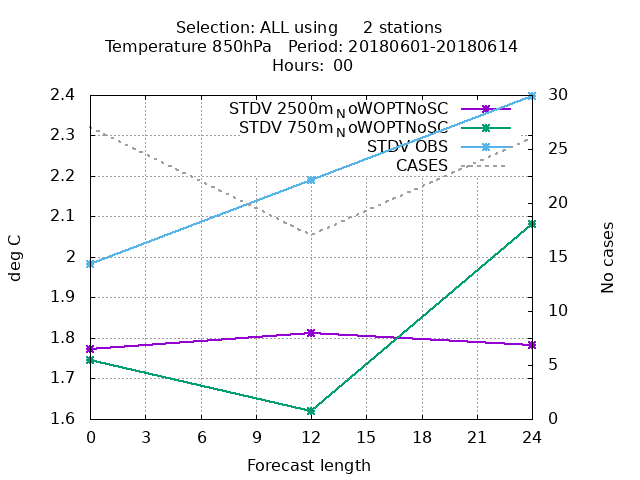 Selection: ALL using     2 stations
Temperature 850hPa   Period: 20180601-20180614
Hours:  00
STDV 2500mNoWOPTNoSC
STDV 750mNoWOPTNoSC
STDV OBS
CASES
2.4
2.3
2.2
2.1
2
1.9
1.8
1.7
1.6
30
25
20
15
10
5
0
deg C
No cases
0 3 6 9 12 15 18 21 24
Forecast length